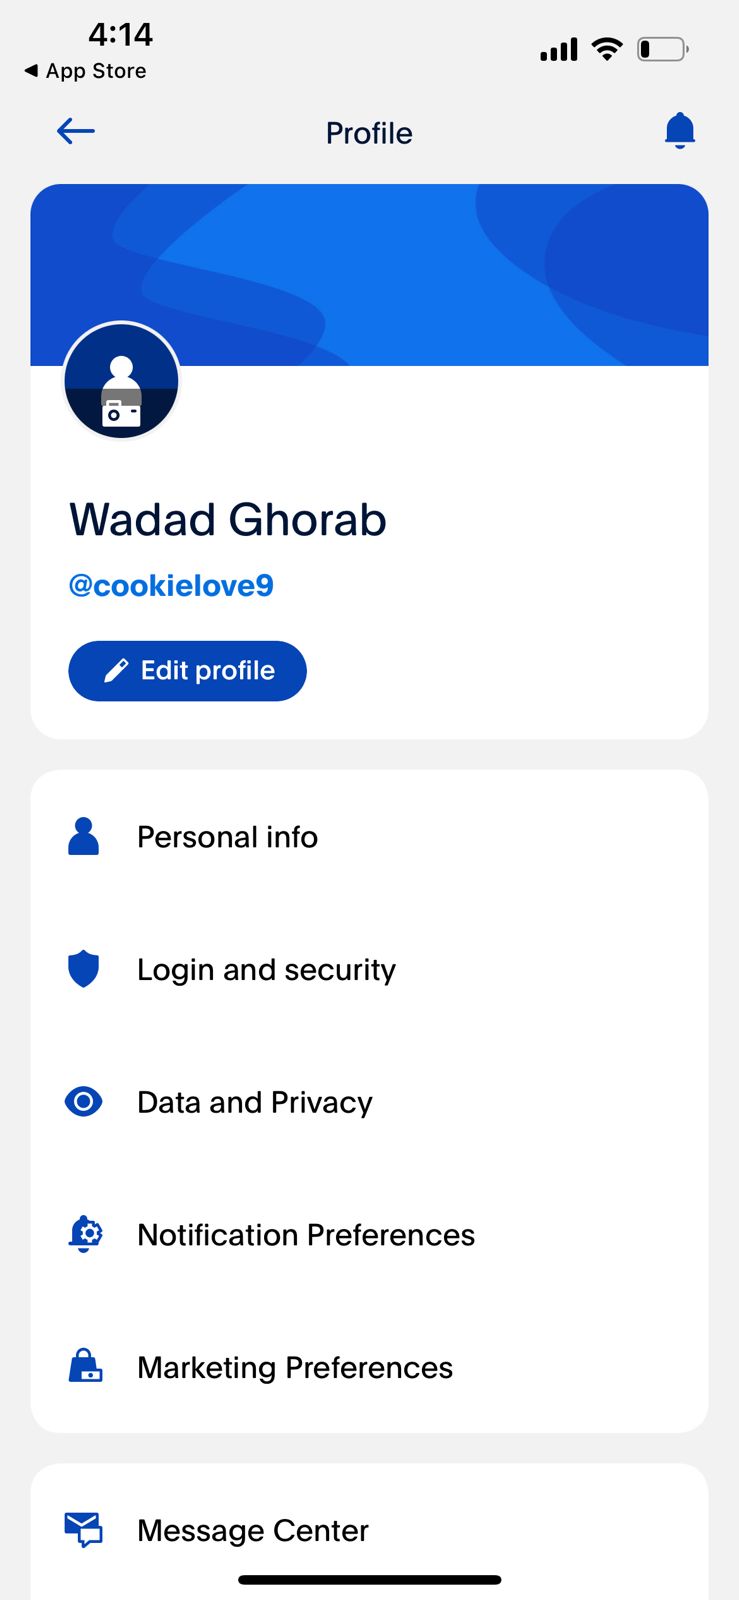 4:14
◀ App Store
Profile
Wadad Ghorab
@cookielove9
Edit profile
Personal info
Login and security
Data and Privacy
Notification Preferences
Marketing Preferences
Message Center